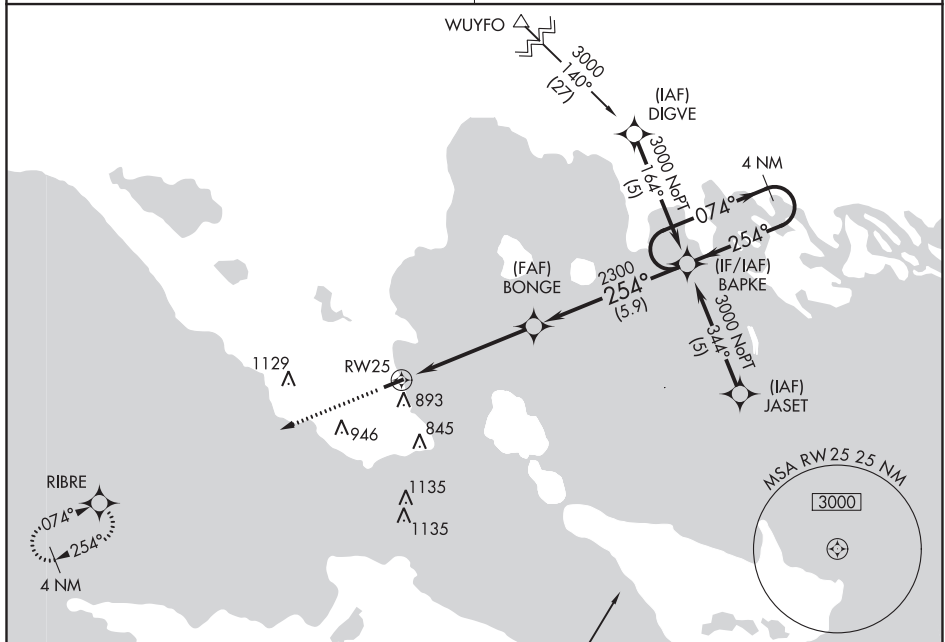 WUYFO
3000
140°
(27)
(IAF)
DIGVE
3000 NoPT
164°
(5)
4 NM
074°
254°
(IF/IAF)
BAPKE
(FAF)
BONGE
2300
254°
(5.9)
3000 NoPT
344°
(5)
(IAF)
JASET
1129
RW25
893
946
845
1135
1135
RIBRE
074°
254°
4 NM
MSA RW25 25 NM
3000